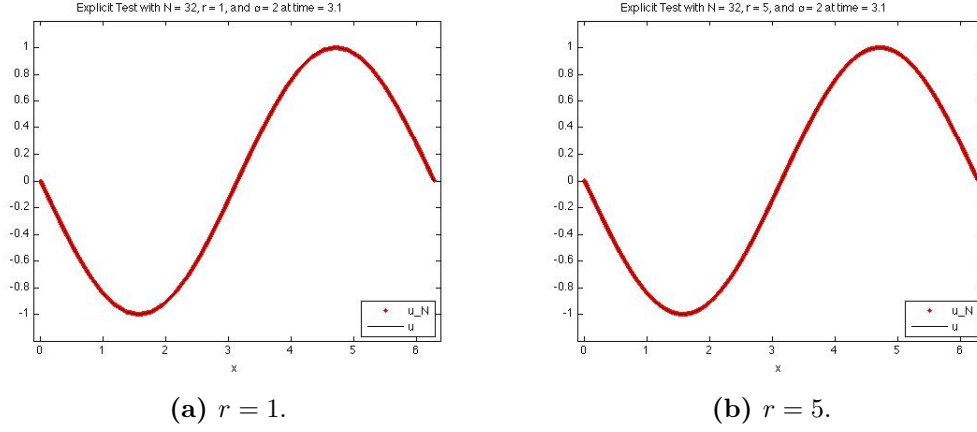 Explicit Test with N = 32, r = 1, and ø = 2 at time = 3.1
1
0.8
0.6
0.4
0.2
0
-0.2
-0.4
-0.6
-0.8
-1
u_N
u
0 1 2 3 4 5 6
x
(a) r = 1.
Explicit Test with N = 32, r = 5, and ø = 2 at time = 3.1
1
0.8
0.6
0.4
0.2
0
-0.2
-0.4
-0.6
-0.8
-1
u_N
u
0 1 2 3 4 5 6
x
(b) r = 5.